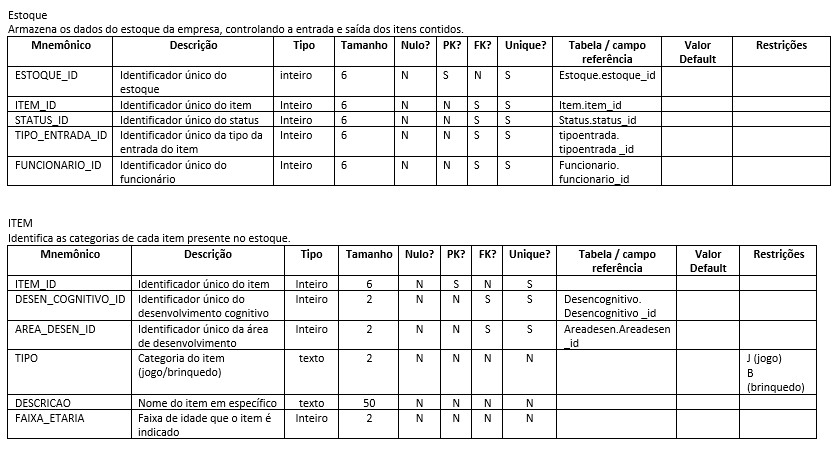 Estoque
Armazena os dados do estoque da empresa, controlando a entrada e saída dos itens contidos.
Mnemônico Descrição Tipo Tamanho Nulo? PK? FK? Unique? Tabela / campo referência Valor Default Restrições
ESTOQUE_ID Identificador único do estoque inteiro 6 N S N S Estoque.estoque_id
ITEM_ID Identificador único do item Inteiro 6 N N S S Item.item_id
STATUS_ID Identificador único do status Inteiro 6 N N S S Status.status_id
TIPO_ENTRADA_ID Identificador único da tipo da entrada do item Inteiro 6 N N S S tipoentrada. tipoentrada _id
FUNCIONARIO_ID Identificador único do funcionário Inteiro 6 N N S S Funcionario. funcionario_id
ITEM
Identifica as categorias de cada item presente no estoque.
Mnemônico Descrição Tipo Tamanho Nulo? PK? FK? Unique? Tabela / campo referência Valor Default Restrições
ITEM_ID Identificador único do item Inteiro 6 N S N S
DESEN_COGNITIVO_ID Identificador único do desenvolvimento cognitivo Inteiro 2 N N S S Desencognitivo. Desencognitivo _id
AREA_DESEN_ID Identificador único da área de desenvolvimento Inteiro 2 N N S S Areadesen.Areadesen _id
TIPO Categoria do item (jogo/brinquedo) texto 2 N N N N J (jogo) B (brinquedo)
DESCRICAO Nome do item em específico texto 50 N N N N
FAIXA_ETARIA Faixa de idade que o item é indicado Inteiro 2 N N N N